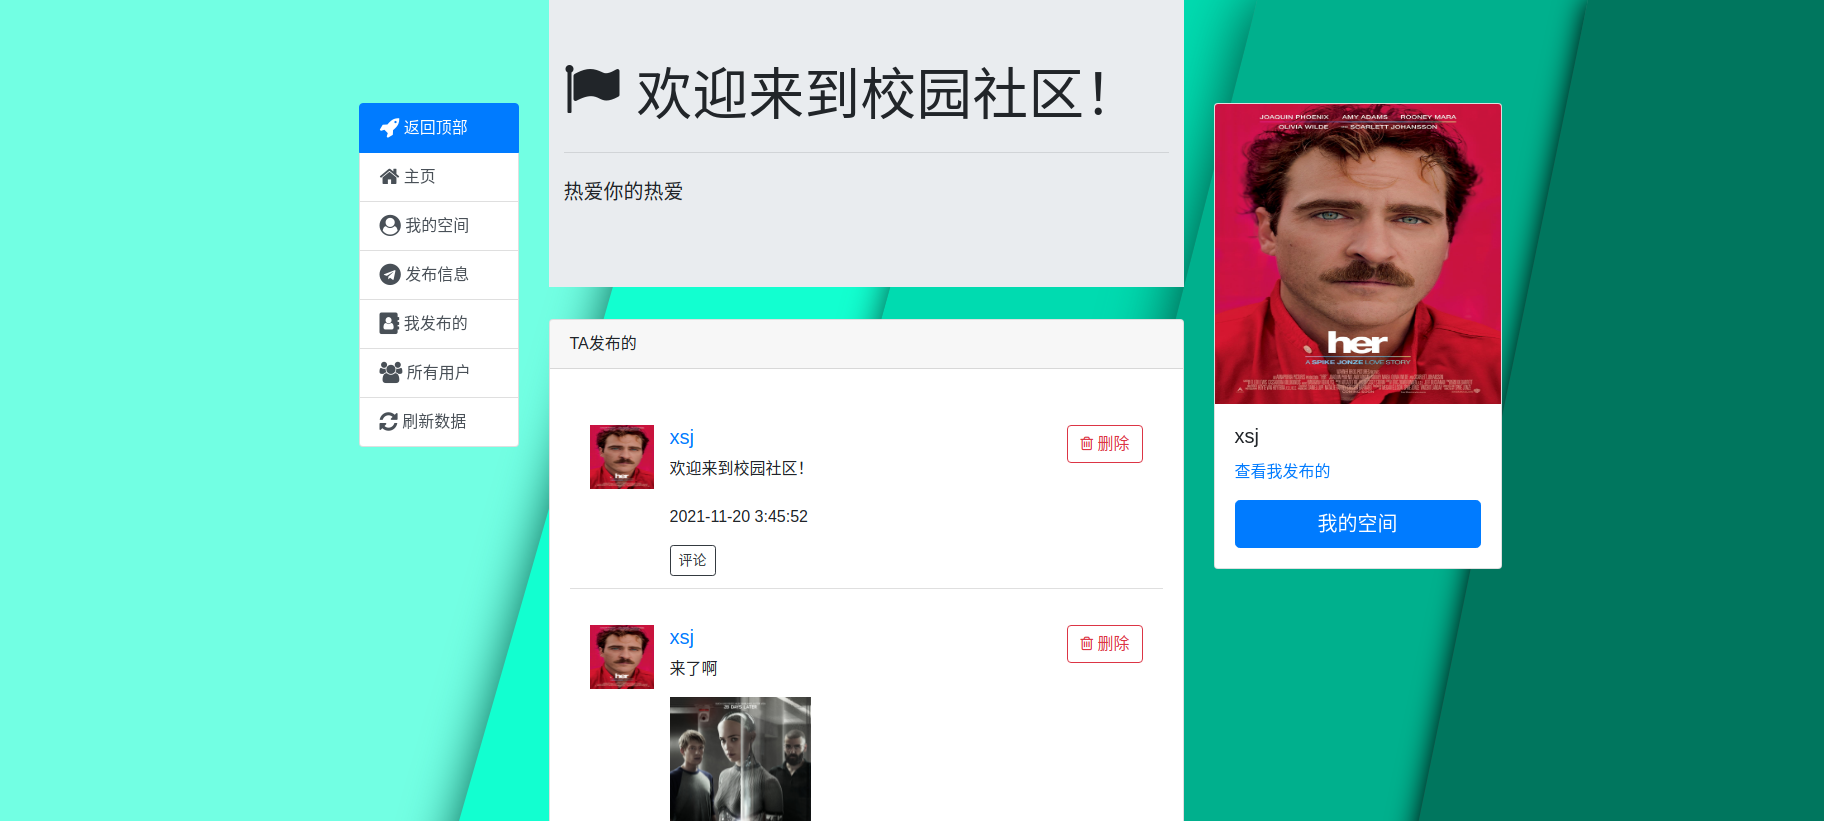 欢迎来到校园社区！
热爱你的热爱
返回顶部
主页
我的空间
发布信息
我发布的
所有用户
刷新数据
TA发布的
xsj
删除
欢迎来到校园社区！
2021-11-20 3:45:52
评论
xsj
删除
来了啊
JOAQUIN PHOENIX AMY ADAMS ROONEY MARA
OLIVIA WILDE AND SCARLETT JOHANSSON
her
A SPIKE JONZE LOVE STORY
xsj
查看我发布的
我的空间